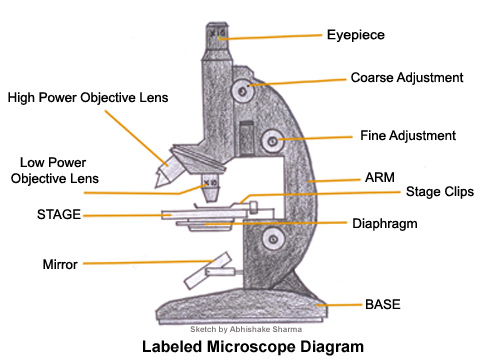 Eyepiece
Coarse Adjustment
High Power Objective Lens
Fine Adjustment
Low Power
Objective Lens
ARM
Stage Clips
STAGE
Diaphragm
Mirror
BASE
Sketch by Abhishake Sharma
Labeled Microscope Diagram